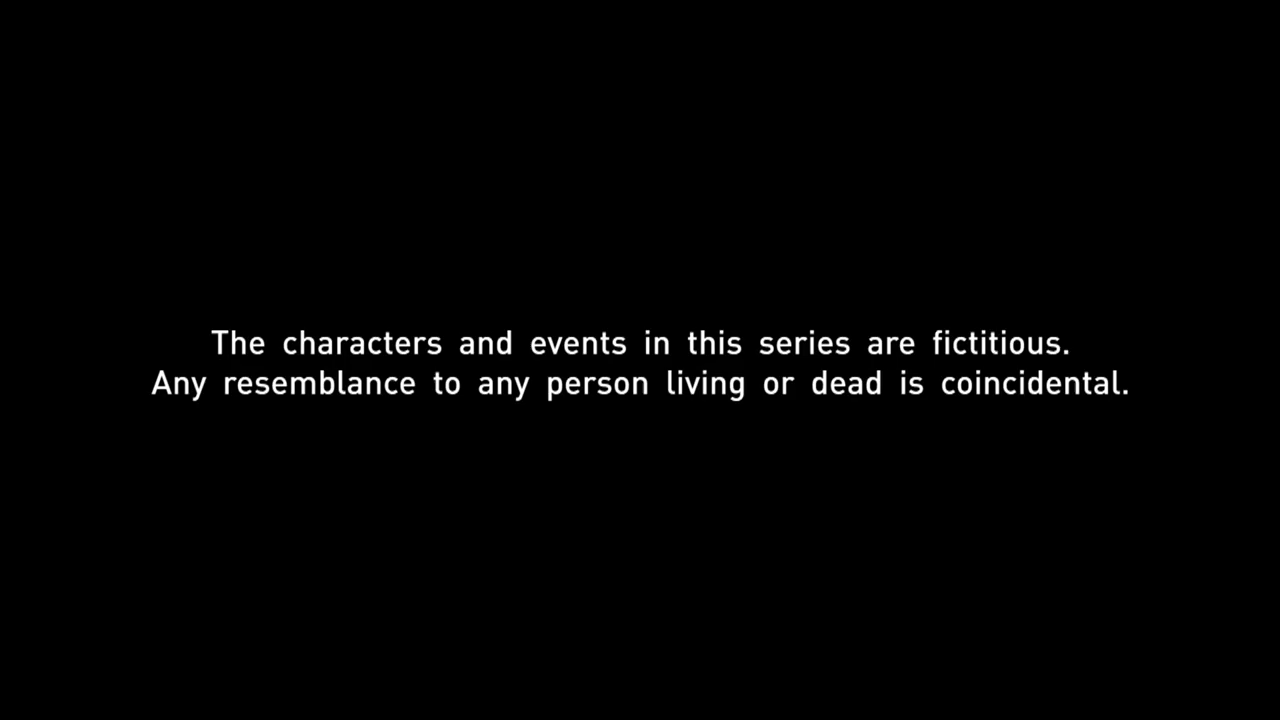 The characters and events in this series are fictitious.
Any resemblance to any person living or dead is coincidental.